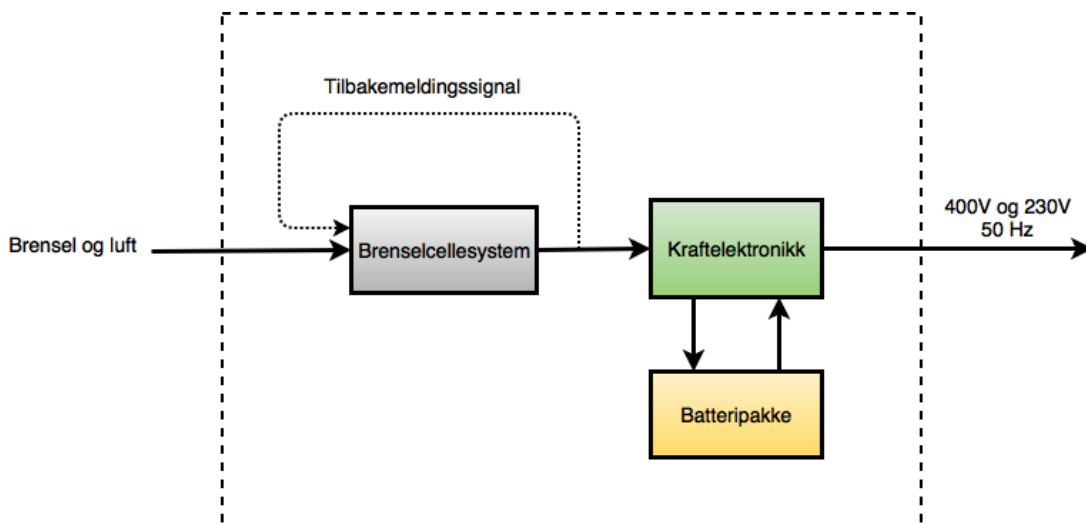 Tilbakemeldingssignal
Brensel og luft
Brenselcellesystem
Kraftelektronikk
400V og 230V
50 Hz
Batteripakke